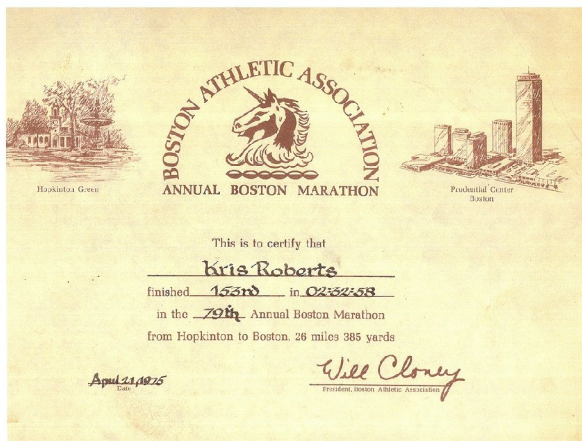 BOSTON ATHLETIC ASSOCIATION
ANNUAL BOSTON MARATHON
Hopkinton Green
Prudential Center
Boston
This is to certify that
Kris Roberts
finished 153rd in 02:32:58
in the 79th Annual Boston Marathon
from Hopkinton to Boston, 26 miles 385 yards
April 21, 1975
Date
Will Cloney
President, Boston Athletic Association